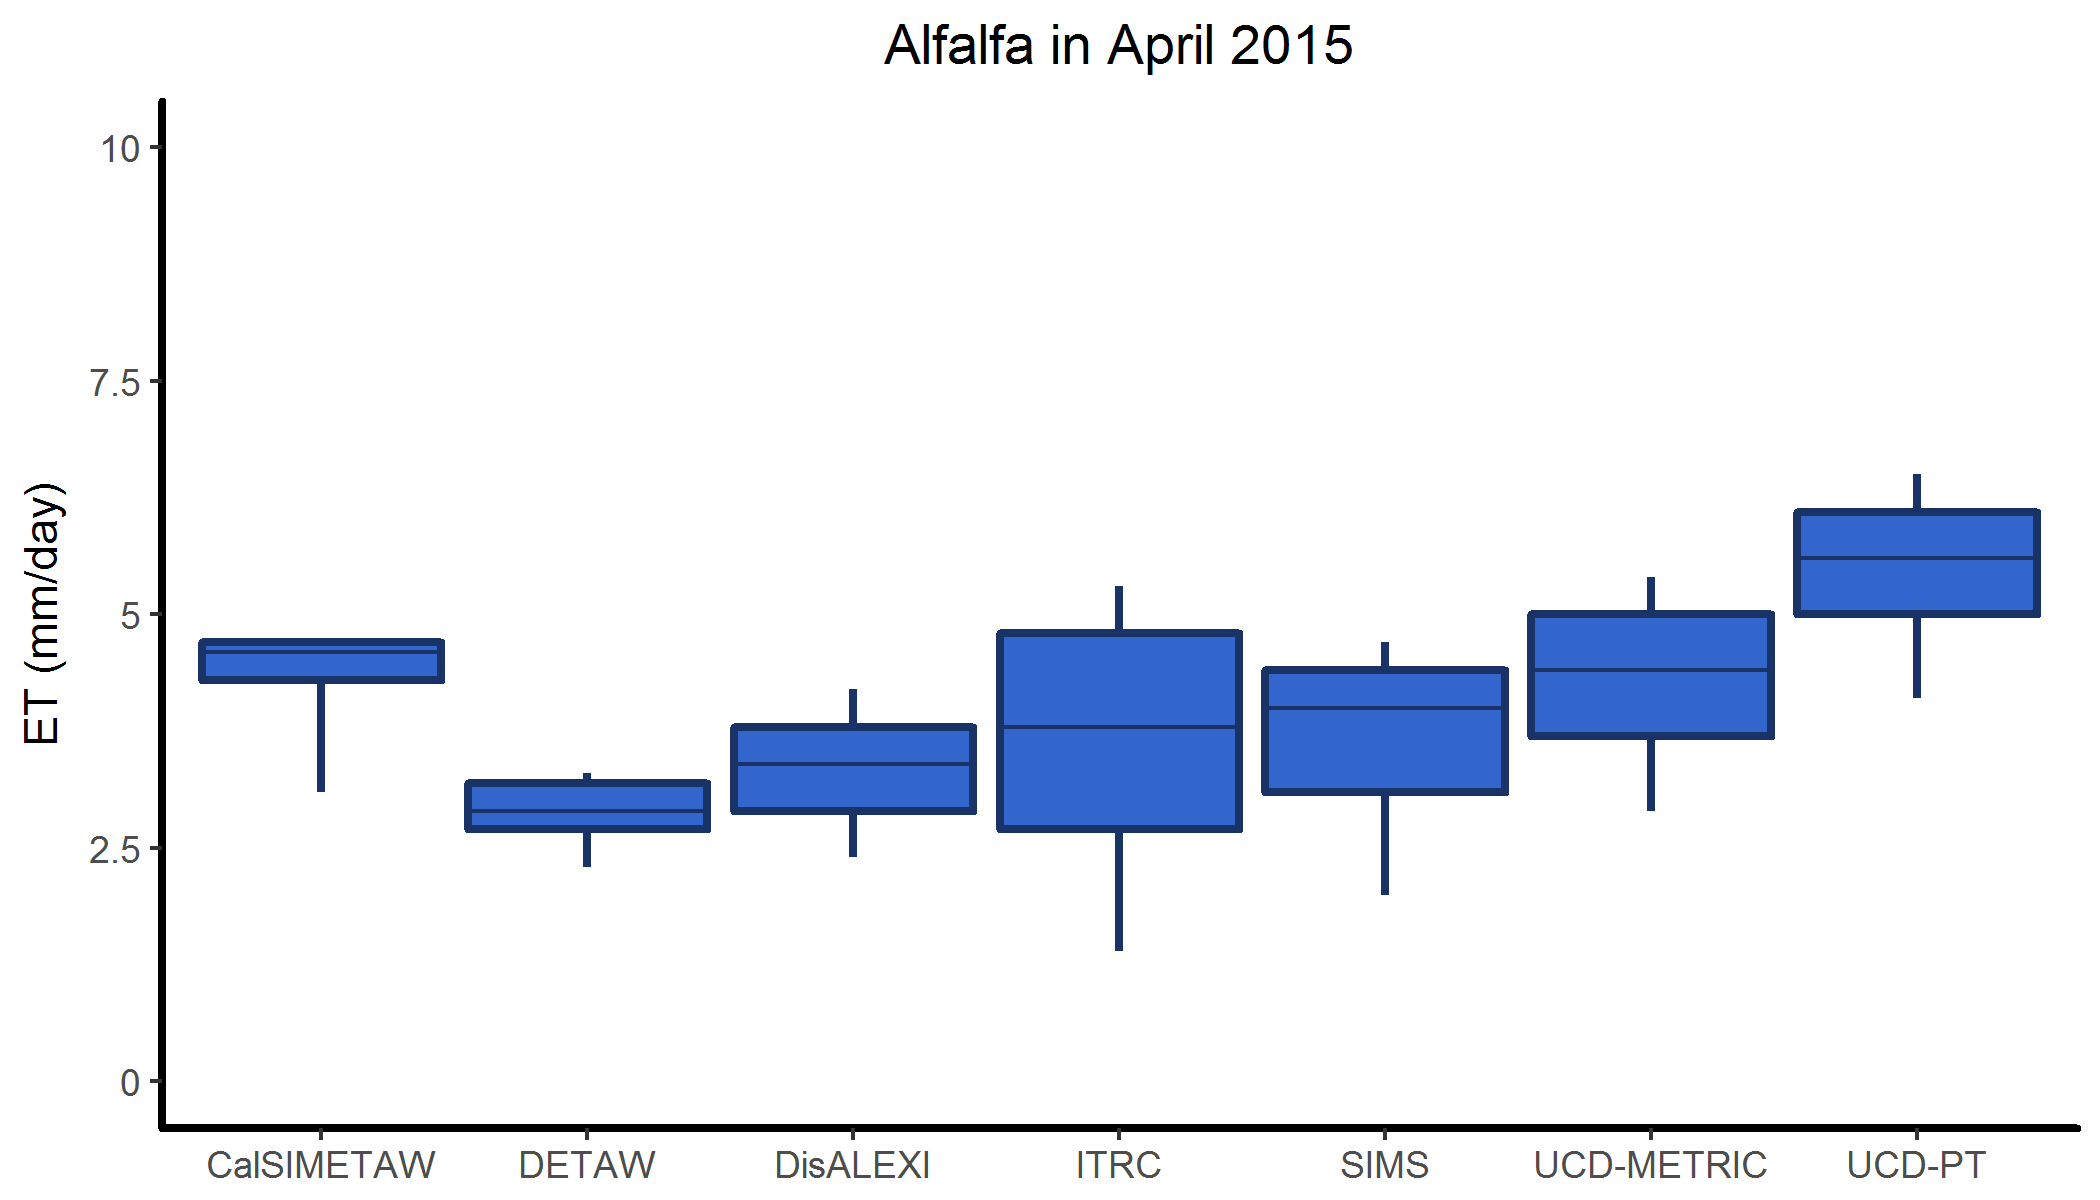 Alfalfa in April 2015
ET (mm/day)
10
7.5
5
2.5
0
CalSIMETAW DETAW DisALEXI ITRC SIMS UCD-METRIC UCD-PT